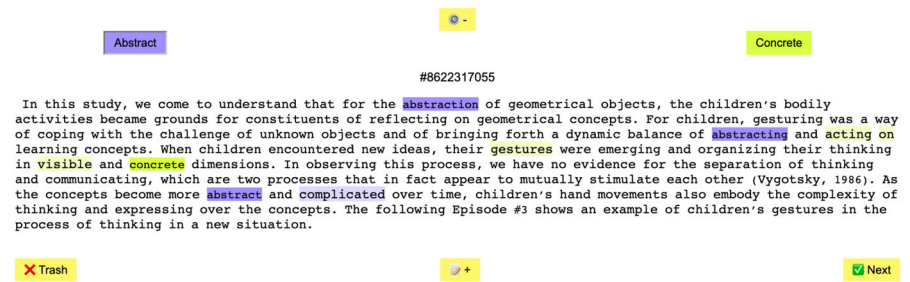 -
Abstract
Concrete
#8622317055
In this study, we come to understand that for the abstraction of geometrical objects, the children's bodily
activities became grounds for constituents of reflecting on geometrical concepts. For children, gesturing was a way
of coping with the challenge of unknown objects and of bringing forth a dynamic balance of abstracting and acting on
learning concepts. When children encountered new ideas, their gestures were emerging and organizing their thinking
in visible and concrete dimensions. In observing this process, we have no evidence for the separation of thinking
and communicating, which are two processes that in fact appear to mutually stimulate each other (Vygotsky, 1986). As
the concepts become more abstract and complicated over time, children's hand movements also embody the complexity of
thinking and expressing over the concepts. The following Episode #3 shows an example of children's gestures in the
process of thinking in a new situation.
Trash
+
Next